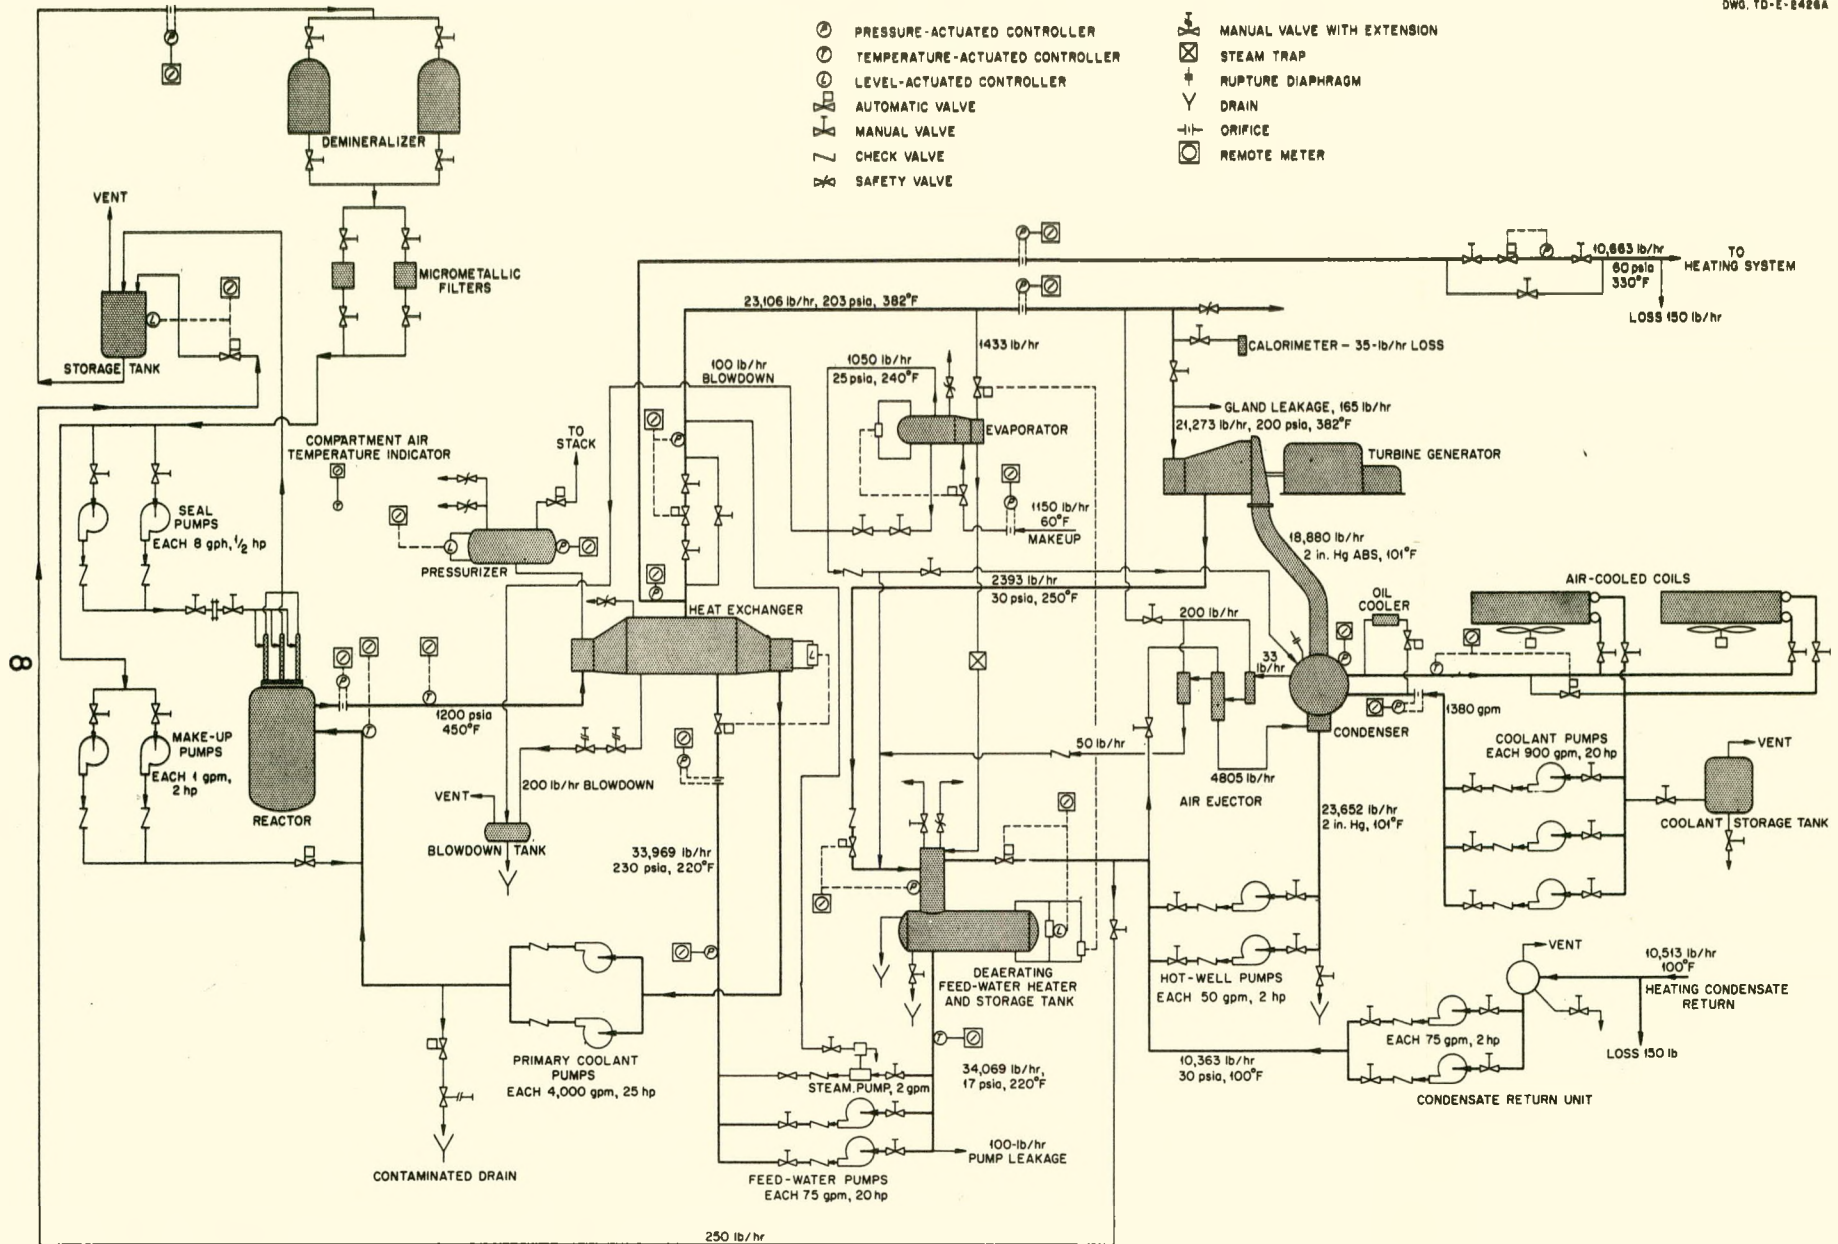 DWG. TD-E-2426A
PRESSURE-ACTUATED CONTROLLER
TEMPERATURE-ACTUATED CONTROLLER
LEVEL-ACTUATED CONTROLLER
AUTOMATIC VALVE
MANUAL VALVE
CHECK VALVE
SAFETY VALVE
MANUAL VALVE WITH EXTENSION
STEAM TRAP
RUPTURE DIAPHRAGM
DRAIN
ORIFICE
REMOTE METER
DEMINERALIZER
VENT
MICROMETALLIC
FILTERS
STORAGE TANK
10,663 lb/hr
60 psia
330°F
TO
HEATING SYSTEM
LOSS 150 lb/hr
23,106 lb/hr, 203 psia, 382°F
1433 lb/hr
CALORIMETER – 35-lb/hr LOSS
100 lb/hr
BLOWDOWN
1050 lb/hr
25 psia, 240°F
GLAND LEAKAGE, 165 lb/hr
21,273 lb/hr, 200 psia, 382°F
EVAPORATOR
TURBINE GENERATOR
COMPARTMENT AIR
TEMPERATURE INDICATOR
TO
STACK
SEAL
PUMPS
EACH 8 gph, 1/2 hp
1150 lb/hr
60°F
MAKEUP
18,880 lb/hr
2 in. Hg ABS, 101°F
PRESSURIZER
2393 lb/hr
30 psia, 250°F
AIR-COOLED COILS
OIL
COOLER
HEAT EXCHANGER
200 lb/hr
33
lb/hr
8
1200 psia
450°F
1380 gpm
CONDENSER
MAKE-UP
PUMPS
EACH 1 gpm,
2 hp
50 lb/hr
4805 lb/hr
COOLANT PUMPS
EACH 900 gpm, 20 hp
VENT
200 lb/hr BLOWDOWN
VENT
AIR EJECTOR
REACTOR
BLOWDOWN TANK
23,652 lb/hr
2 in. Hg, 101°F
COOLANT STORAGE TANK
33,969 lb/hr
230 psia, 220°F
DEAERATING
FEED-WATER HEATER
AND STORAGE TANK
HOT-WELL PUMPS
EACH 50 gpm, 2 hp
VENT
10,513 lb/hr
100°F
HEATING CONDENSATE
RETURN
EACH 75 gpm, 2 hp
LOSS 150 lb
PRIMARY COOLANT
PUMPS
EACH 4,000 gpm, 25 hp
STEAM PUMP, 2 gpm
34,069 lb/hr,
17 psia, 220°F
10,363 lb/hr
30 psia, 100°F
CONDENSATE RETURN UNIT
100-lb/hr
PUMP LEAKAGE
CONTAMINATED DRAIN
FEED-WATER PUMPS
EACH 75 gpm, 20 hp
250 lb/hr